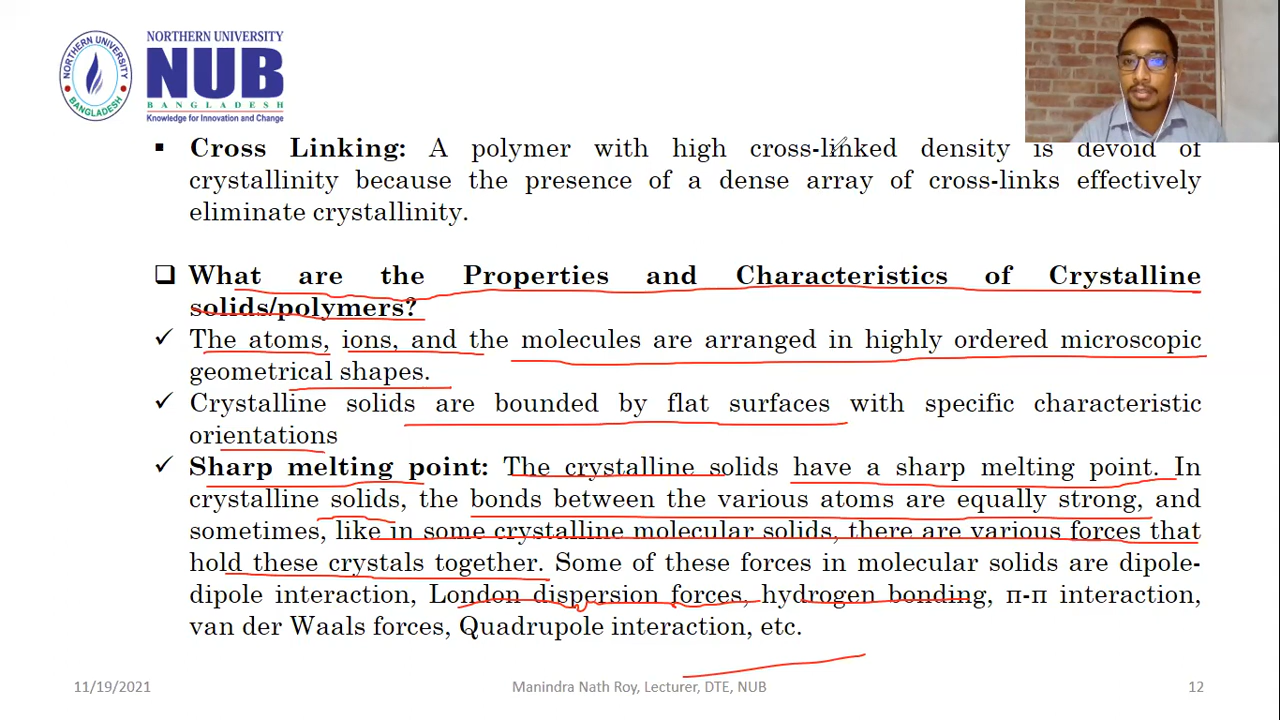 NORTHERN UNIVERSITY
NUB
BANGLADESH
Knowledge for Innovation and Change
NORTHERN UNIVERSITY
BANGLADESH
▪ Cross Linking: A polymer with high cross-linked density is devoid of
crystallinity because the presence of a dense array of cross-links effectively
eliminate crystallinity.
❑ What are the Properties and Characteristics of Crystalline
solids/polymers?
✓ The atoms, ions, and the molecules are arranged in highly ordered microscopic
geometrical shapes.
✓ Crystalline solids are bounded by flat surfaces with specific characteristic
orientations
✓ Sharp melting point: The crystalline solids have a sharp melting point. In
crystalline solids, the bonds between the various atoms are equally strong, and
sometimes, like in some crystalline molecular solids, there are various forces that
hold these crystals together. Some of these forces in molecular solids are dipole-
dipole interaction, London dispersion forces, hydrogen bonding, π-π interaction,
van der Waals forces, Quadrupole interaction, etc.
11/19/2021
Manindra Nath Roy, Lecturer, DTE, NUB
12